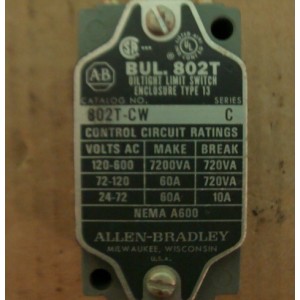 AB
BUL. 802T
OILTIGHT LIMIT SWITCH
ENCLOSURE TYPE 13
CATALOG NO. SERIES
802T-CW C
CONTROL CIRCUIT RATINGS
VOLTS AC MAKE BREAK
120-600 7200VA 720VA
72-120 60A 720VA
24-72 60A 10A
NEMA A600
ALLEN-BRADLEY
MILWAUKEE, WISCONSIN
U.S.A.